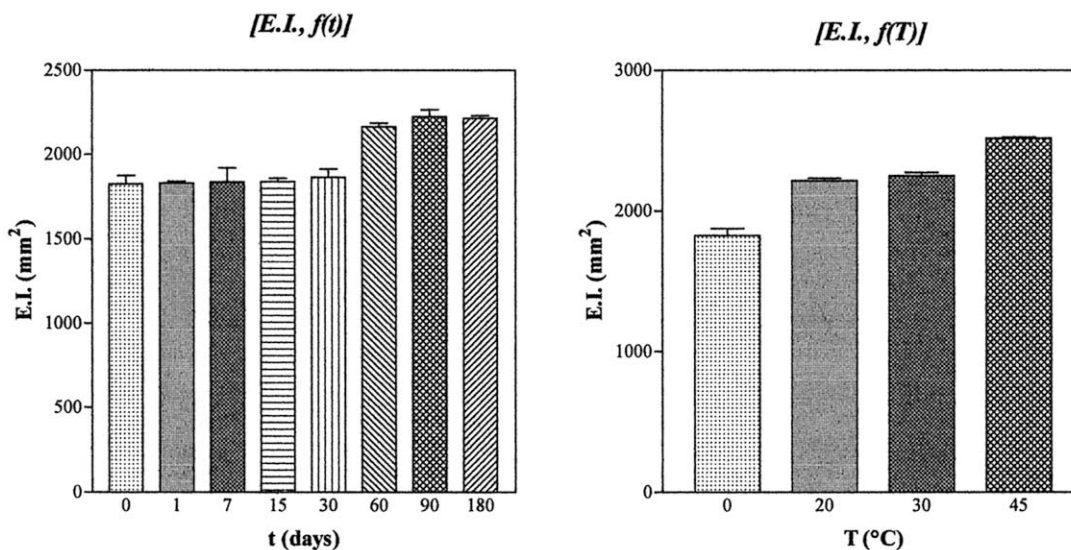 [E.I., f(t)]
2500
2000
1500
1000
500
0
E.I. (mm²)
0 1 7 15 30 60 90 180
t (days)
[E.I., f(T)]
3000
2000
1000
0
E.I. (mm²)
0 20 30 45
T (°C)